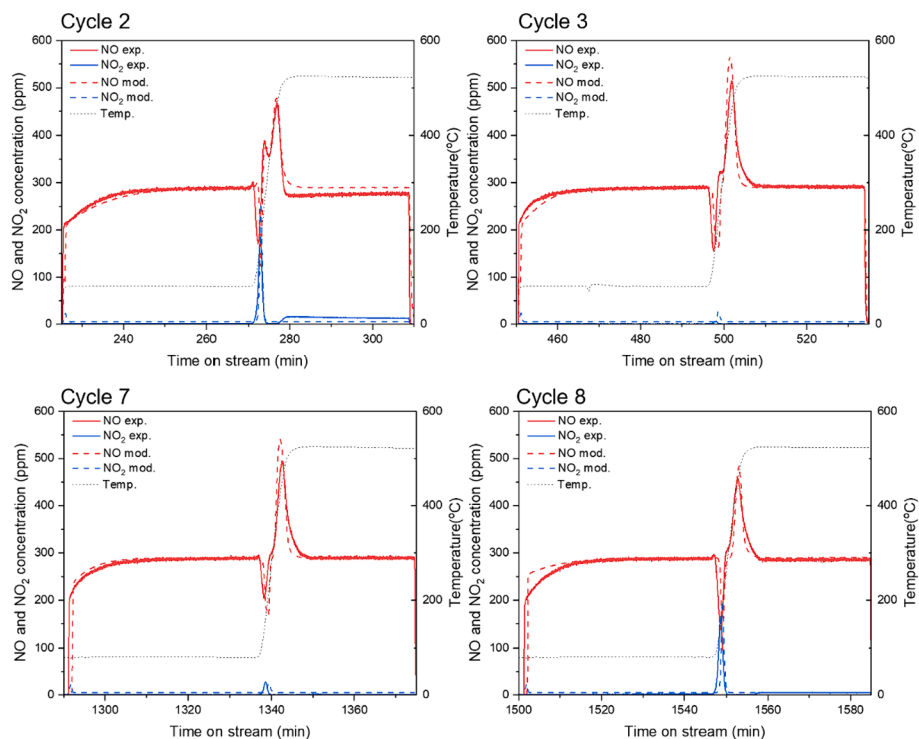 Cycle 2
600
500
400
300
200
100
0
NO exp.
NO2 exp.
NO mod.
NO2 mod.
Temp.
600
400
200
0
240
260
280
300
NO and NO2 concentration (ppm)
Temperature(ºC)
Time on stream (min)
Cycle 3
600
500
400
300
200
100
0
NO exp.
NO2 exp.
NO mod.
NO2 mod.
Temp.
600
400
200
0
460
480
500
520
NO and NO2 concentration (ppm)
Temperature(ºC)
Time on stream (min)
Cycle 7
600
500
400
300
200
100
0
NO exp.
NO2 exp.
NO mod.
NO2 mod.
Temp.
600
400
200
0
1300
1320
1340
1360
NO and NO2 concentration (ppm)
Temperature(ºC)
Time on stream (min)
Cycle 8
600
500
400
300
200
100
0
NO exp.
NO2 exp.
NO mod.
NO2 mod.
Temp.
600
400
200
0
1500
1520
1540
1560
1580
NO and NO2 concentration (ppm)
Temperature(ºC)
Time on stream (min)